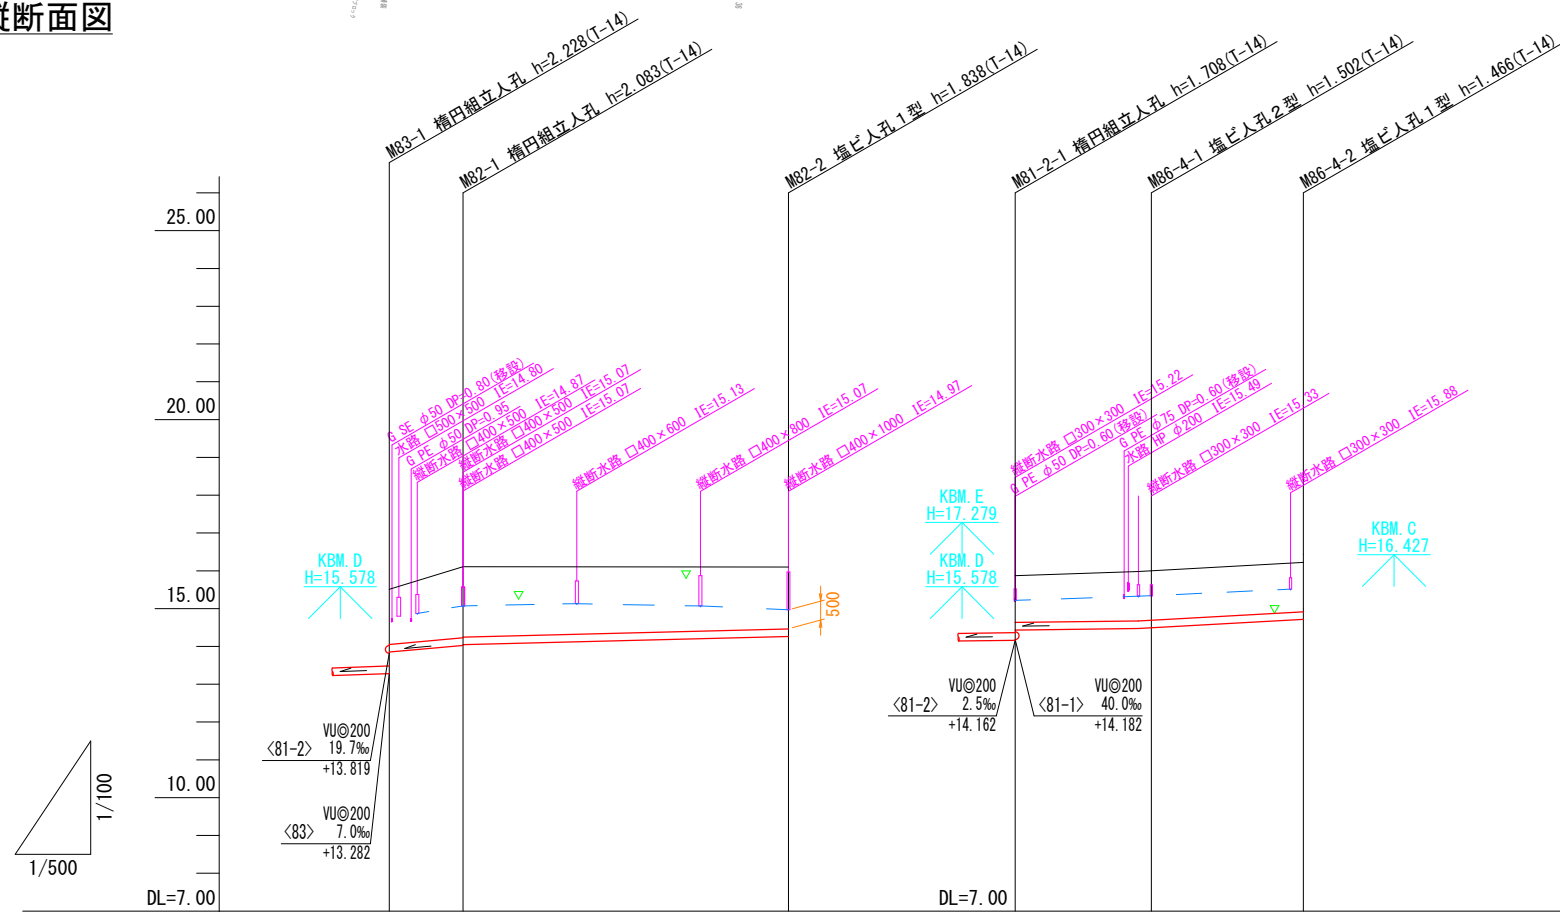 縦断面図
M83-1 楕円組立人孔 h=2.228(T-14)
M82-1 楕円組立人孔 h=2.083(T-14)
M82-2 塩ビ人孔1型 h=1.838(T-14)
M81-2-1 楕円組立人孔 h=1.708(T-14)
M86-4-1 塩ビ人孔2型 h=1.502(T-14)
M86-4-2 塩ビ人孔1型 h=1.466(T-14)
25.00
20.00
15.00
10.00
DL=7.00
G SE φ50 DP=0.80(移設)
水路 □500×500 IE=14.80
G PE φ50 DP=0.95
縦断水路 □400×500 IE=14.87
縦断水路 □400×500 IE=15.07
縦断水路 □400×500 IE=15.07
縦断水路 □400×600 IE=15.13
縦断水路 □400×800 IE=15.07
縦断水路 □400×1000 IE=14.97
縦断水路 □300×300 IE=15.22
G PE φ50 DP=0.60(移設)
G PE φ75 DP=0.60(移設)
水路 HP φ200 IE=15.49
縦断水路 □300×300 IE=15.33
縦断水路 □300×300 IE=15.88
KBM.D
H=15.578
KBM.E
H=17.279
KBM.D
H=15.578
KBM.C
H=16.427
500
〈81-2〉
VU◎200
19.7‰
+13.819
〈83〉
VU◎200
7.0‰
+13.282
〈81-2〉
VU◎200
2.5‰
+14.162
〈81-1〉
VU◎200
40.0‰
+14.182
1/100
1/500
DL=7.00